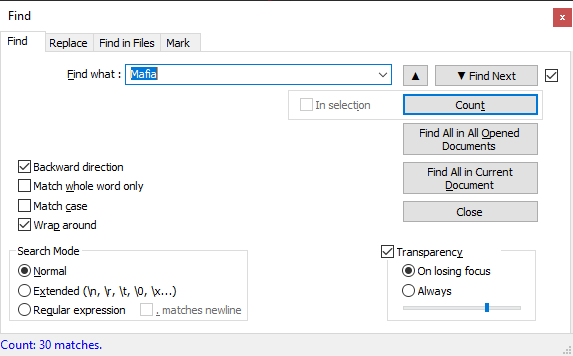 Find
x
Find Replace Find in Files Mark
Find what : Mafia ▲ ▼ Find Next
In selection Count
Find All in All Opened
Documents
Backward direction
Match whole word only
Find All in Current
Document
Match case
Wrap around
Close
Search Mode
Normal
Extended (\n, \r, \t, \0, \x...)
Regular expression . matches newline
Transparency
On losing focus
Always
Count: 30 matches.